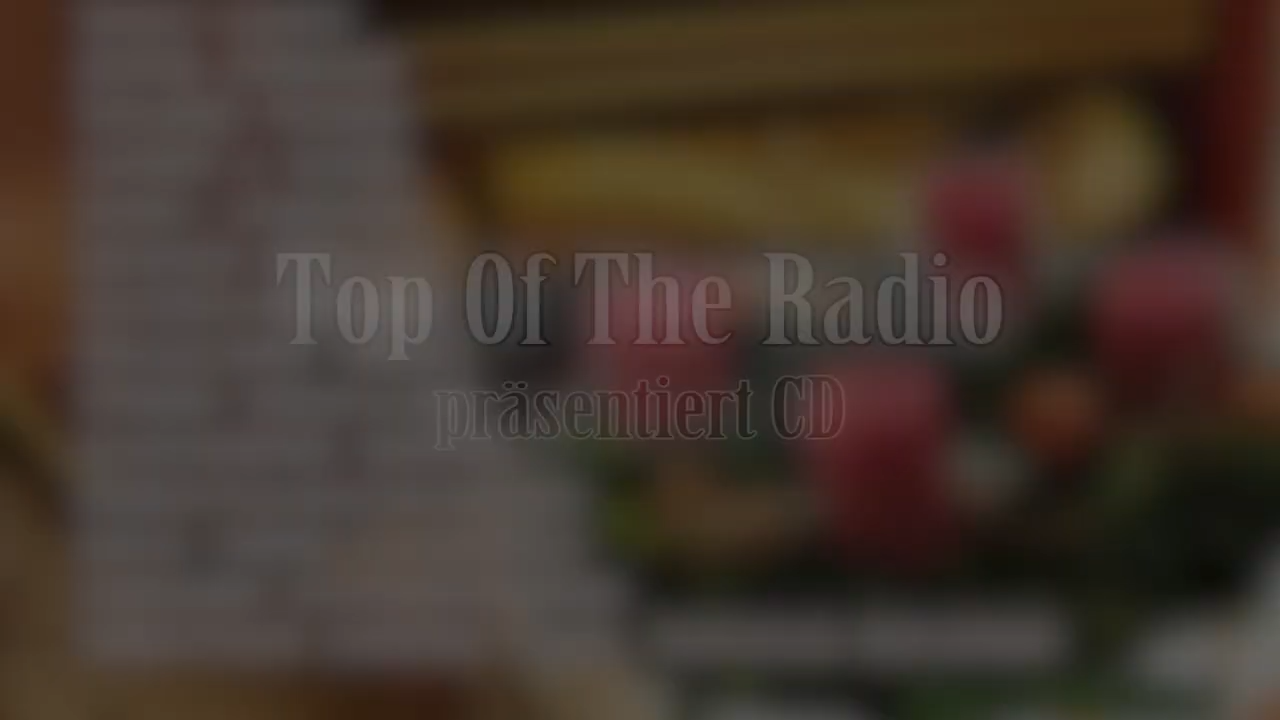 Top Of The Radio
präsentiert CD